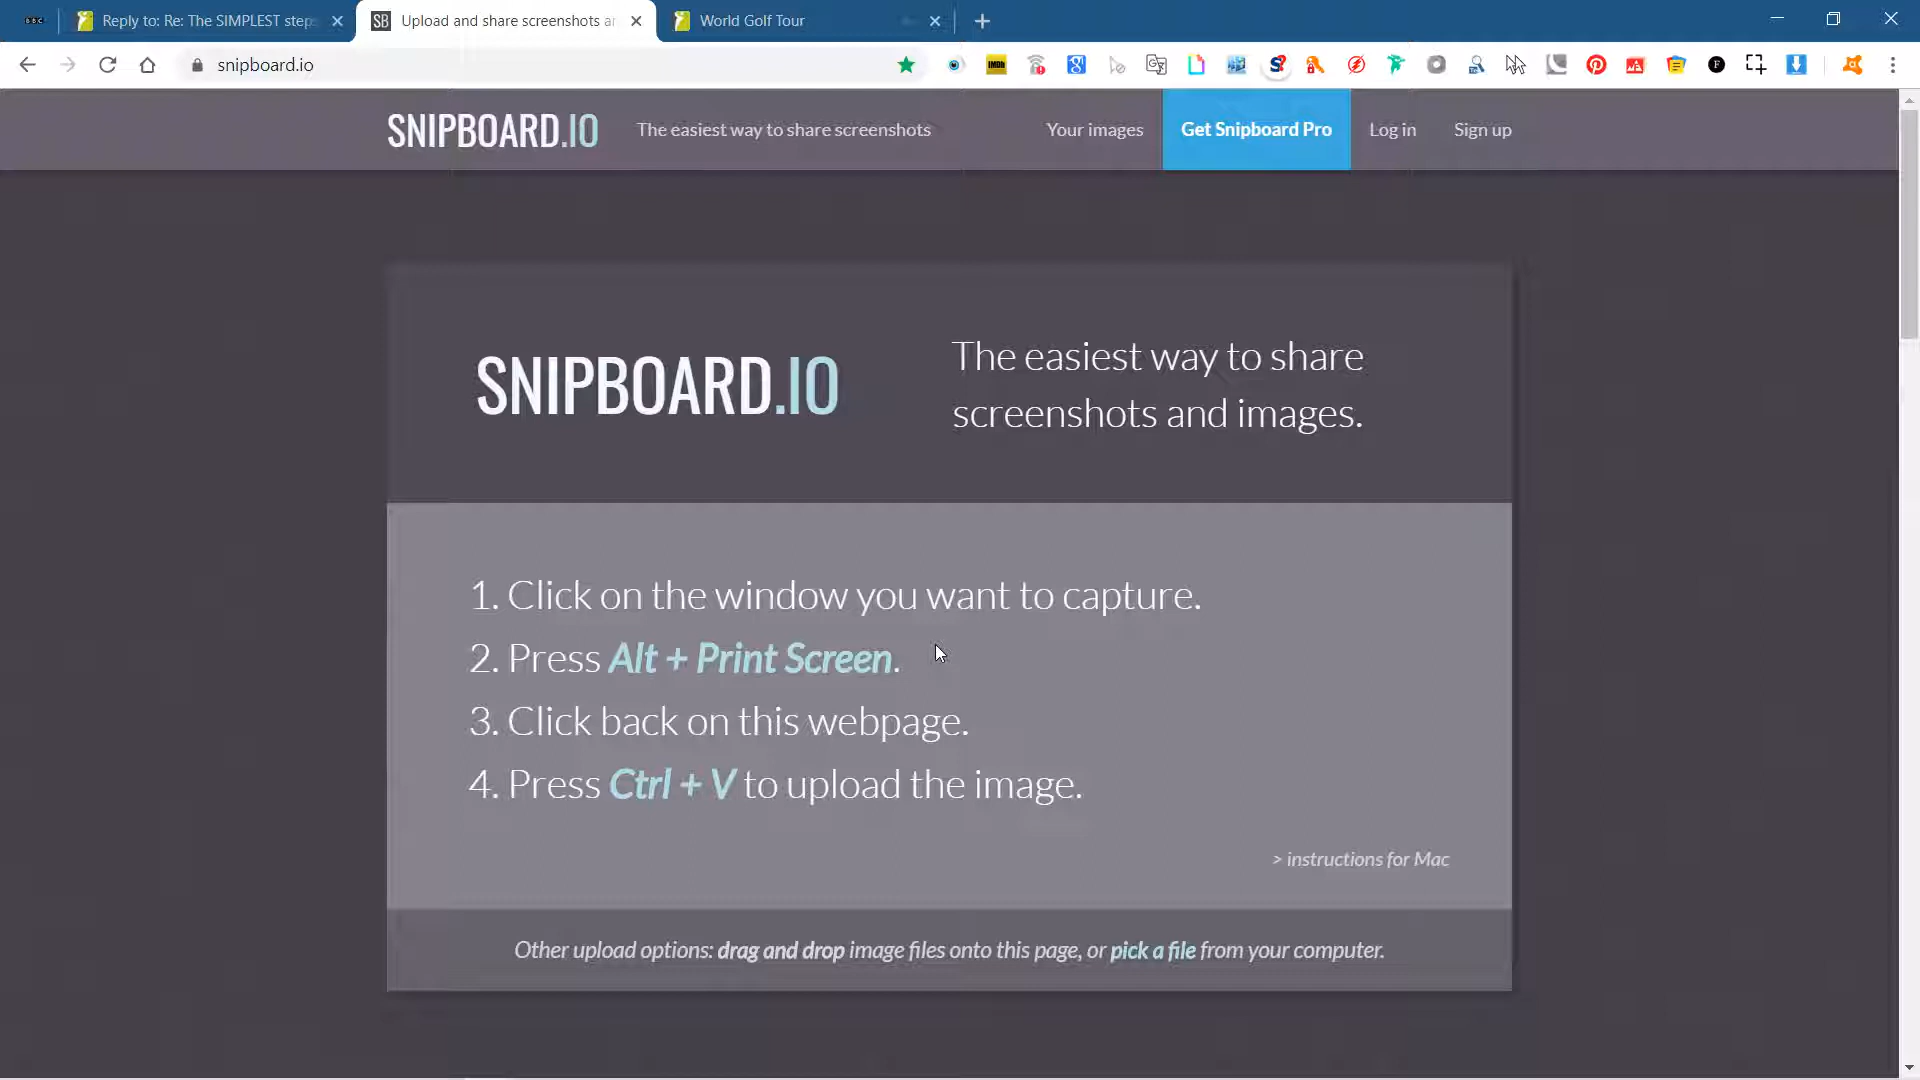 BBC
Reply to: Re: The SIMPLEST step
Upload and share screenshots a
World Golf Tour
snipboard.io
SNIPBOARD.IO
The easiest way to share screenshots
Your images
Get Snipboard Pro
Log in
Sign up
SNIPBOARD.IO
The easiest way to share
screenshots and images.
1. Click on the window you want to capture.
2. Press Alt + Print Screen.
3. Click back on this webpage.
4. Press Ctrl + V to upload the image.
> instructions for Mac
Other upload options: drag and drop image files onto this page, or pick a file from your computer.